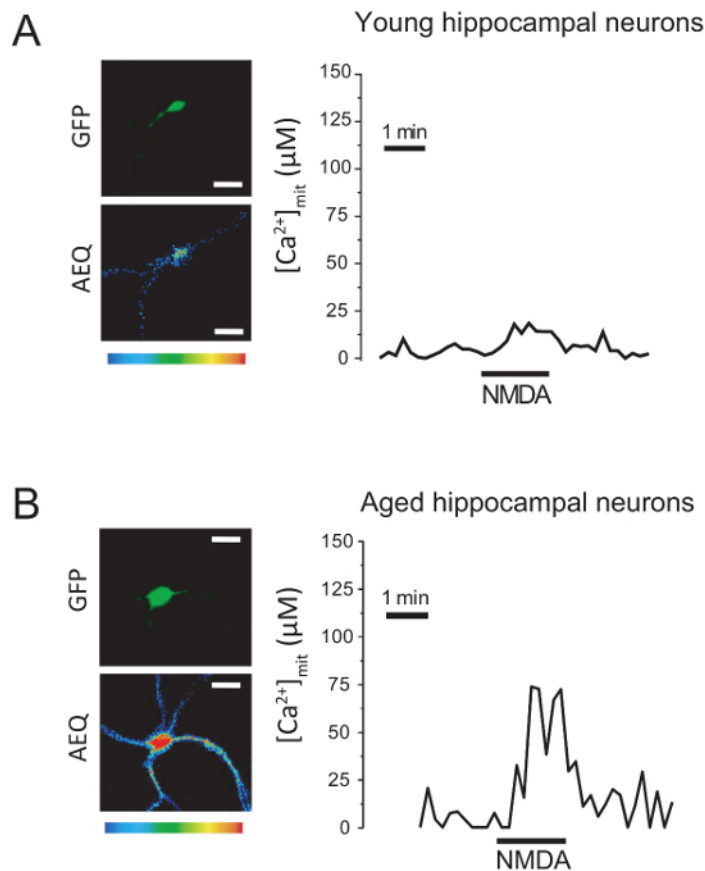 A
Young hippocampal neurons
GFP
AEQ
[Ca²⁺]mit (μM)
150
125
100
75
50
25
0
1 min
NMDA
B
Aged hippocampal neurons
GFP
AEQ
[Ca²⁺]mit (μM)
150
125
100
75
50
25
0
1 min
NMDA